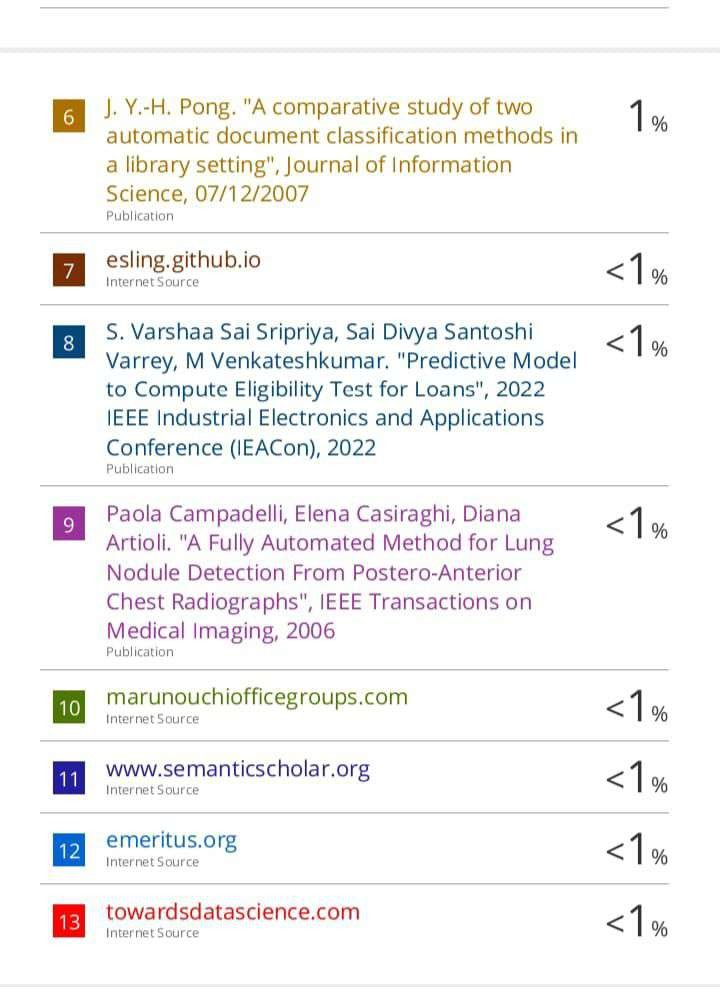 6
J. Y.-H. Pong. "A comparative study of two
automatic document classification methods in
a library setting", Journal of Information
Science, 07/12/2007
Publication
1 %
7
esling.github.io
Internet Source
<1 %
8
S. Varshaa Sai Sripriya, Sai Divya Santoshi
Varrey, M Venkateshkumar. "Predictive Model
to Compute Eligibility Test for Loans", 2022
IEEE Industrial Electronics and Applications
Conference (IEACon), 2022
Publication
<1 %
9
Paola Campadelli, Elena Casiraghi, Diana
Artioli. "A Fully Automated Method for Lung
Nodule Detection From Postero-Anterior
Chest Radiographs", IEEE Transactions on
Medical Imaging, 2006
Publication
<1 %
10
marunouchiofficegroups.com
Internet Source
<1 %
11
www.semanticscholar.org
Internet Source
<1 %
12
emeritus.org
Internet Source
<1 %
13
towardsdatascience.com
Internet Source
<1 %